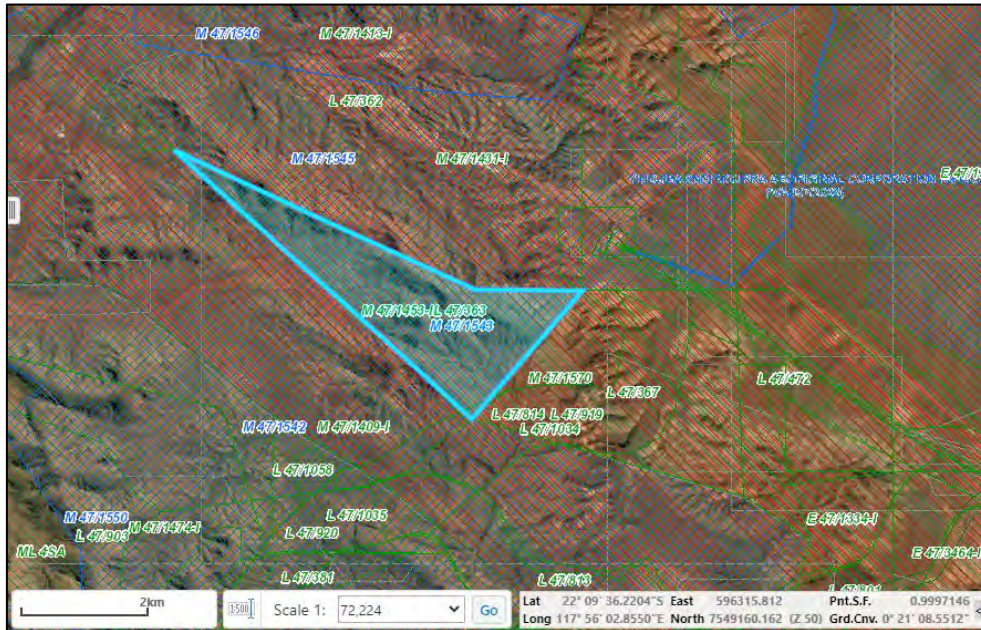 M 47/1546
M 47/1413-I
L 47/362
M 47/1545
M 47/1431-I
ABORIGINAL CORPORATION
E 47/1
M 47/1453-I
L 47/363
M 47/1543
M 47/1570
L 47/367
L 47/472
L 47/814 L 47/919
L 47/1034
M 47/1542 M 47/1409-I
L 47/1058
L 47/1035
M 47/1550
L 47/903
M 47/1474-I
L 47/920
E 47/1334-I
ML 4SA
E 47/3464-I
L 47/381
L 47/813
2km
Scale 1: 72,224 Go
Lat 22° 09' 36.2204"S East 596315.812 Pnt.S.F. 0.9997146
Long 117° 56' 02.8550"E North 7549160.162 (Z 50) Grd.Cnv. 0° 21' 08.5512"